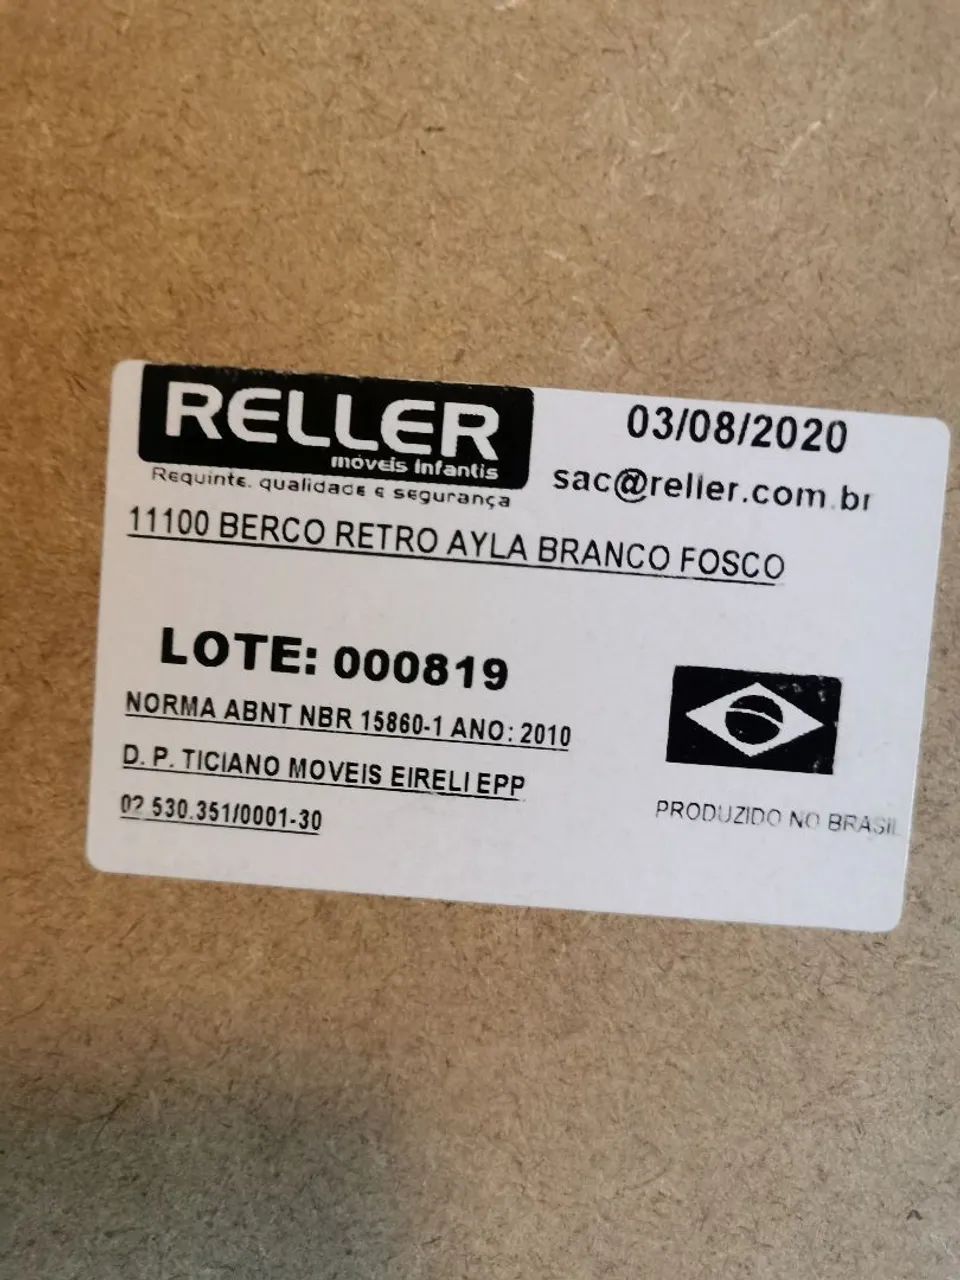 RELLER
móveis infantis
Requinte, qualidade e segurança
03/08/2020
sac@reller.com.br
11100 BERCO RETRO AYLA BRANCO FOSCO
LOTE: 000819
NORMA ABNT NBR 15860-1 ANO: 2010
D. P. TICIANO MOVEIS EIRELI EPP
02.530.351/0001-30
PRODUZIDO NO BRASIL